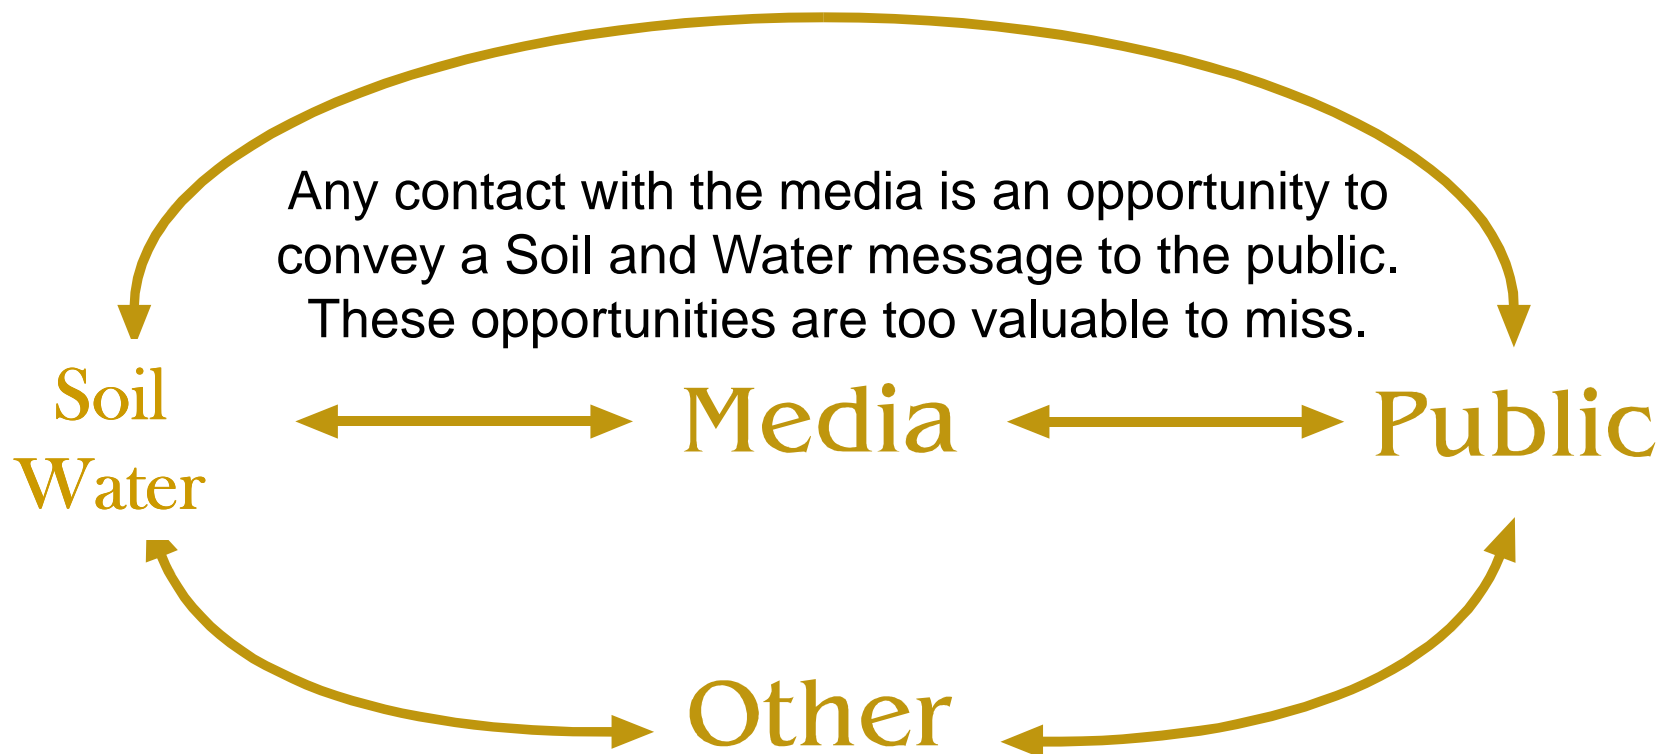 Any contact with the media is an opportunity to
convey a Soil and Water message to the public.
These opportunities are too valuable to miss.
Soil
Water
Media
Public
Other